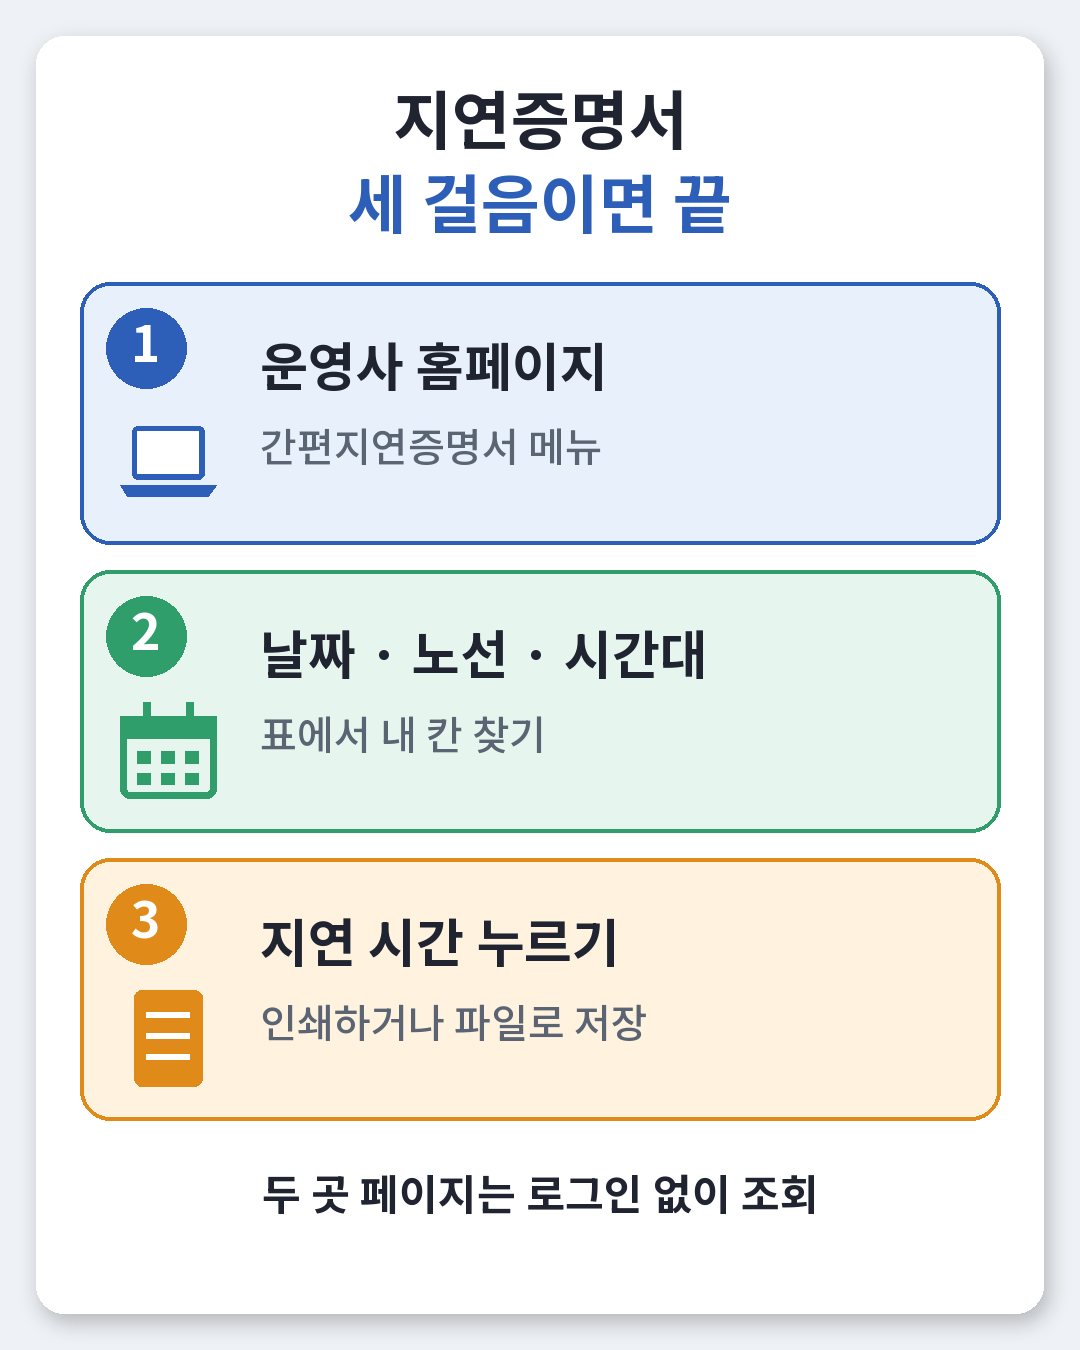 지연증명서
세 걸음이면 끝
1
운영사 홈페이지
간편지연증명서 메뉴
2
날짜 · 노선 · 시간대
표에서 내 칸 찾기
3
지연 시간 누르기
인쇄하거나 파일로 저장
두 곳 페이지는 로그인 없이 조회